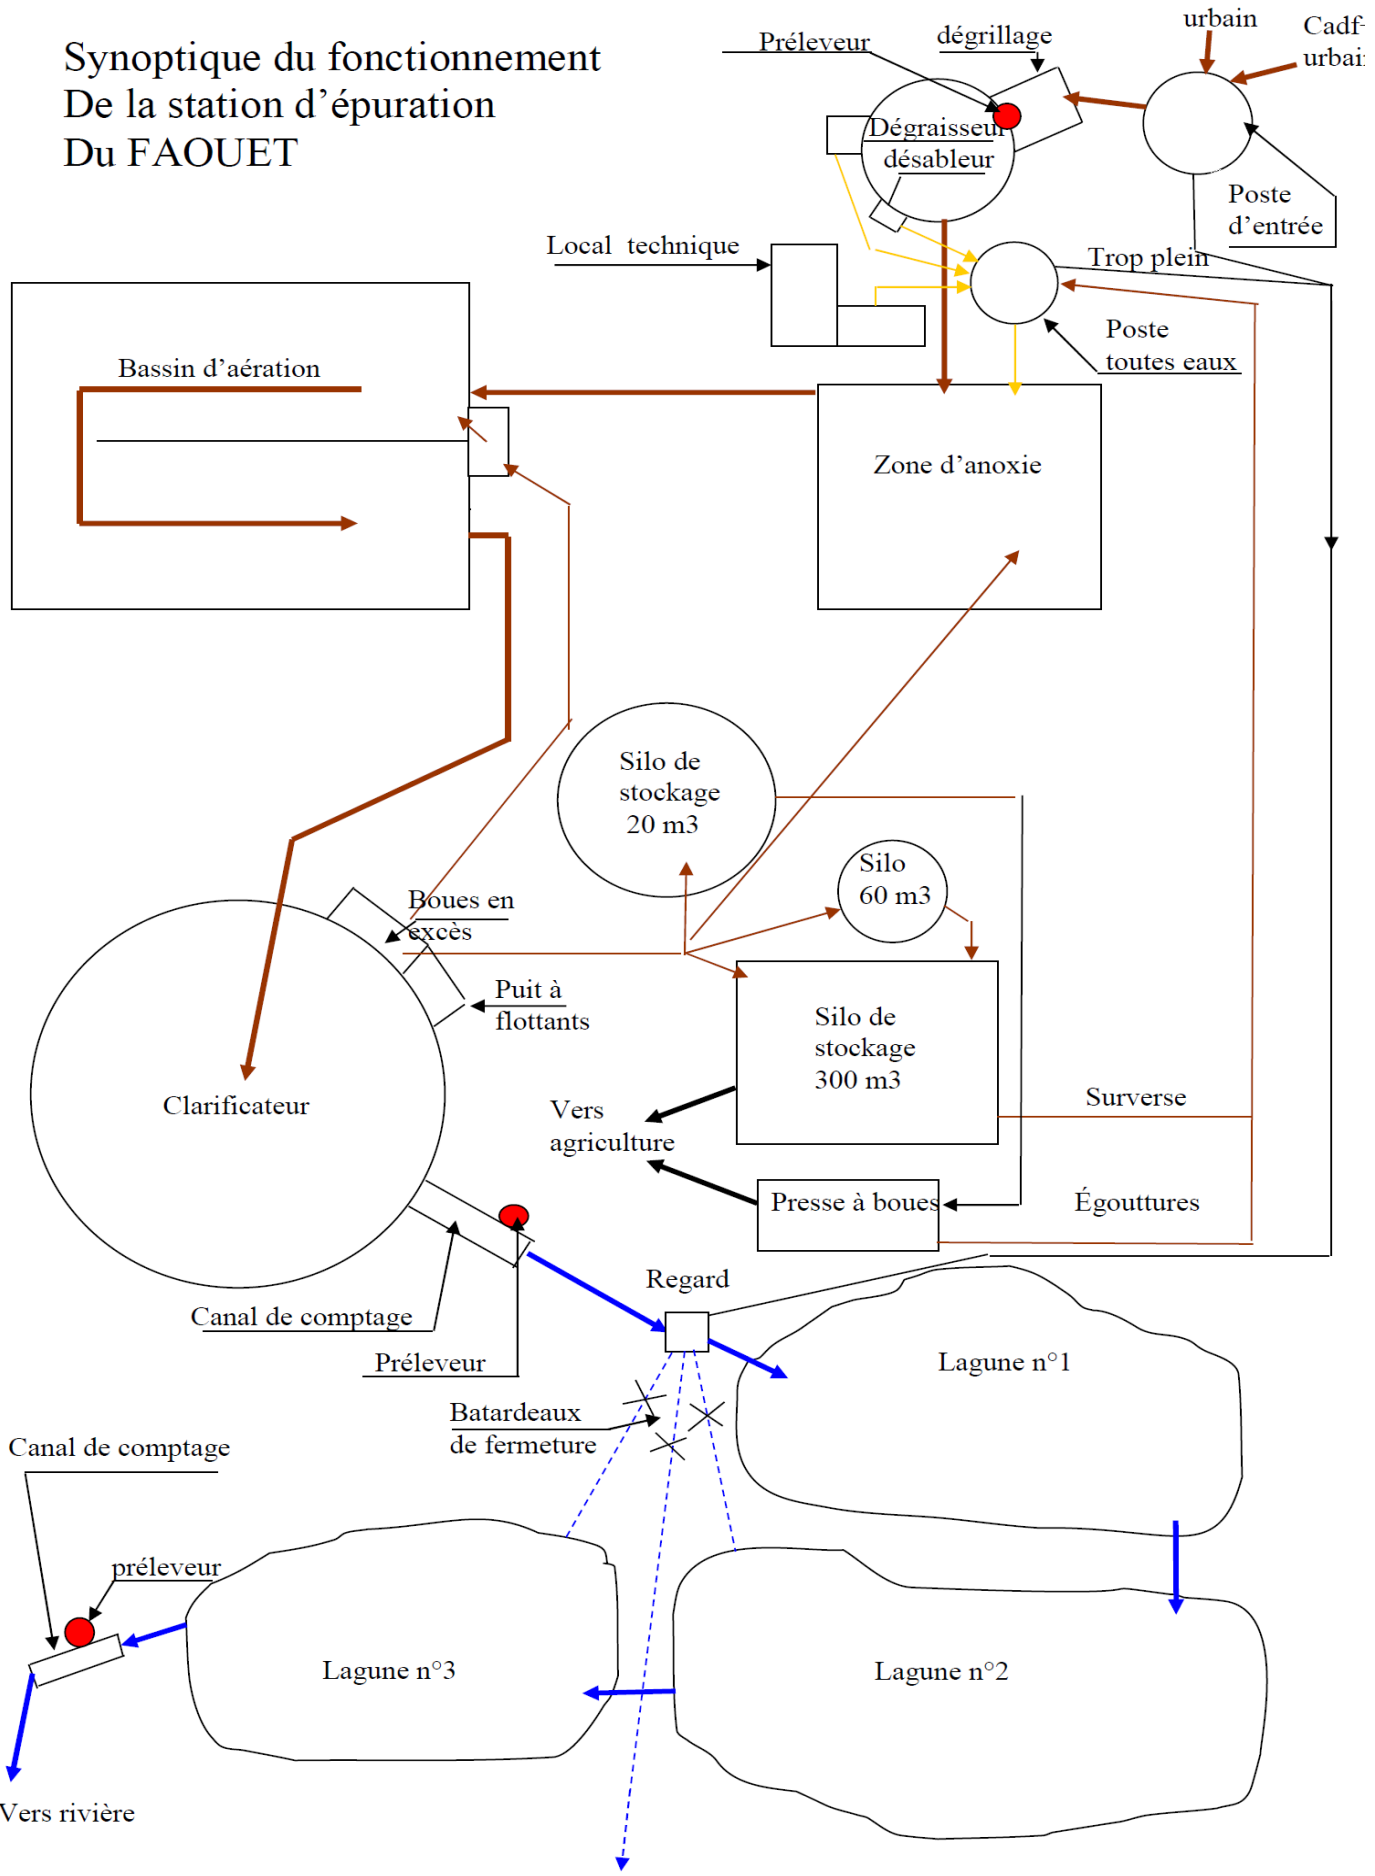 Synoptique du fonctionnement
De la station d'épuration
Du FAOUET
urbain
Cadf-
urbai
Préleveur
dégrillage
Dégraisseur
désableur
Poste
d'entrée
Local technique
Trop plein
Poste
toutes eaux
Bassin d'aération
Zone d'anoxie
Silo de
stockage
20 m3
Silo
60 m3
Boues en
excès
Puit à
flottants
Silo de
stockage
300 m3
Clarificateur
Vers
agriculture
Surverse
Presse à boues
Égouttures
Regard
Canal de comptage
Préleveur
Lagune n°1
Batardeaux
de fermeture
Canal de comptage
préleveur
Lagune n°3
Lagune n°2
Vers rivière